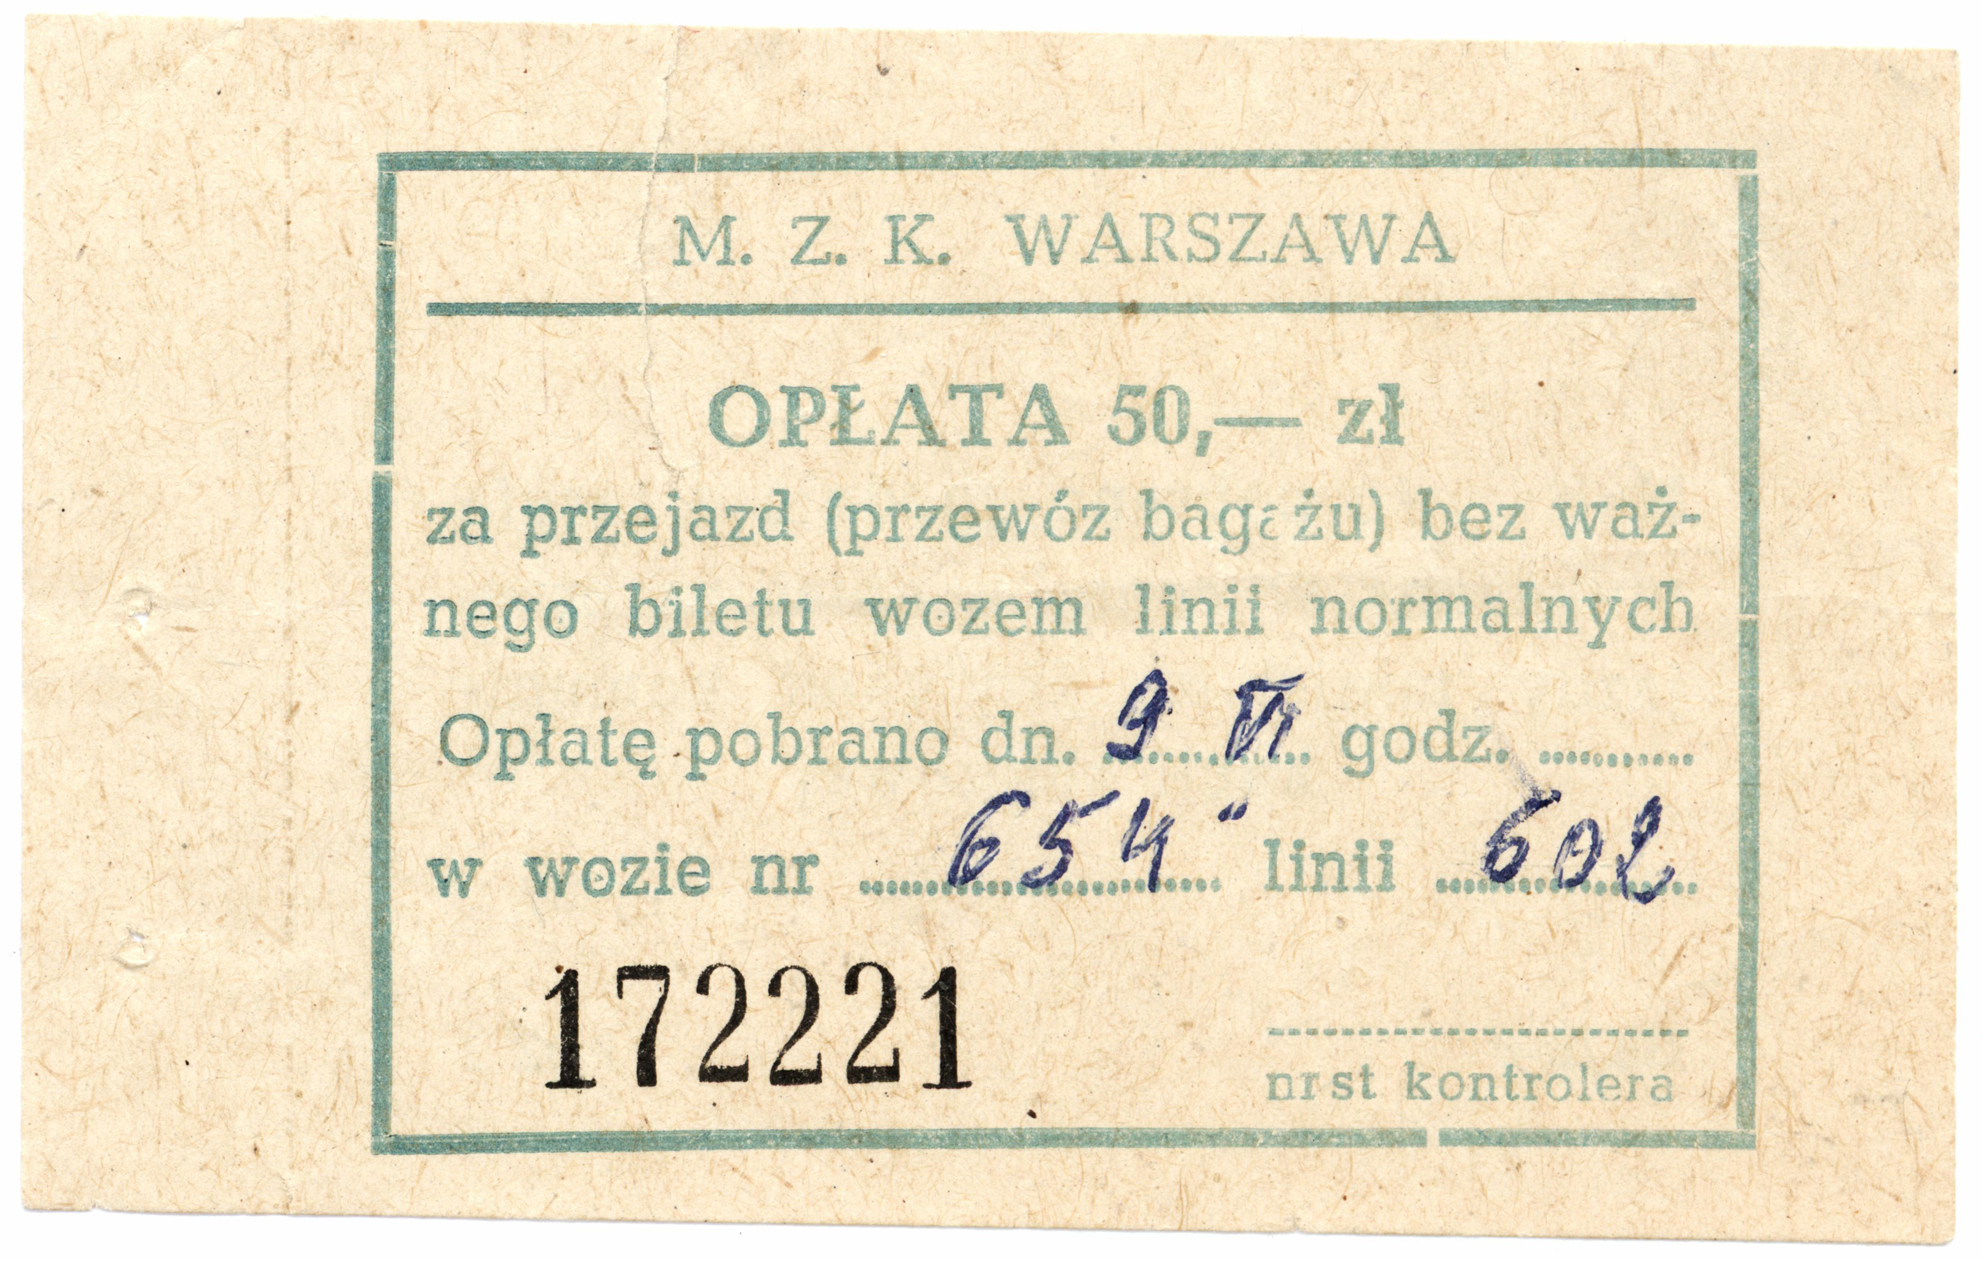 M. Z. K. WARSZAWA
OPŁATA 50,— zł
za przejazd (przewóz bagażu) bez waż-
nego biletu wozem linii normalnych
Opłatę pobrano dn. 9 VI godz. ..........
w wozie nr 654" linii 602
172221
nr st kontrolera